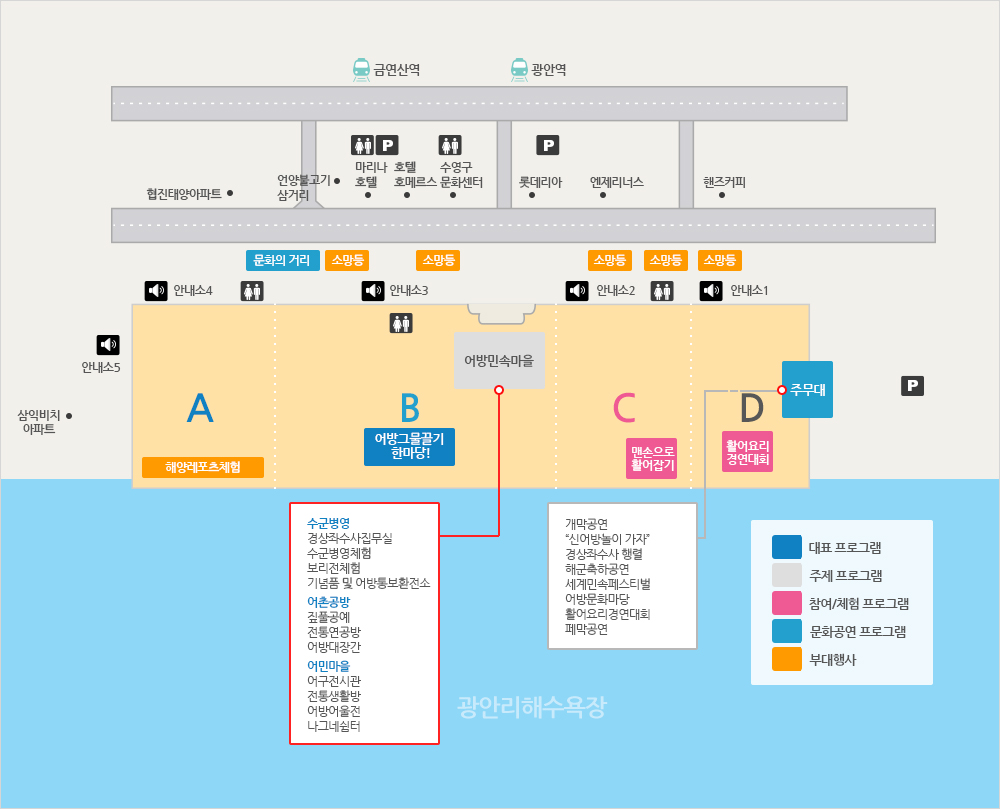 금연산역
광안역
P
P
마리나
호텔
호텔
호메르스
수영구
문화센터
언양불고기
삼거리
협진태양아파트
롯데리아
엔제리너스
핸즈커피
문화의 거리
소망등
소망등
소망등
소망등
소망등
안내소4
안내소3
안내소2
안내소1
안내소5
어방민속마을
주무대
P
삼익비치
아파트
A
B
C
D
어방그물끌기
한마당!
맨손으로
활어잡기
활어요리
경연대회
해양레포츠체험
수군병영
경상좌수사집무실
수군병영체험
보리전체험
기념품 및 어방통보환전소
어촌공방
짚풀공예
전통연공방
어방대장간
어민마을
어구전시관
전통생활방
어방어울전
나그네쉼터
개막공연
“신어방놀이 가자”
경상좌수사 행렬
해군축하공연
세계민속페스티벌
어방문화마당
활어요리경연대회
폐막공연
대표 프로그램
주제 프로그램
참여/체험 프로그램
문화공연 프로그램
부대행사
광안리해수욕장